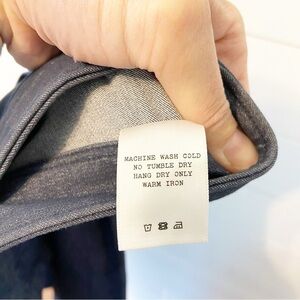 MACHINE WASH COLD
NO TUMBLE DRY
HANG DRY ONLY
WARM IRON